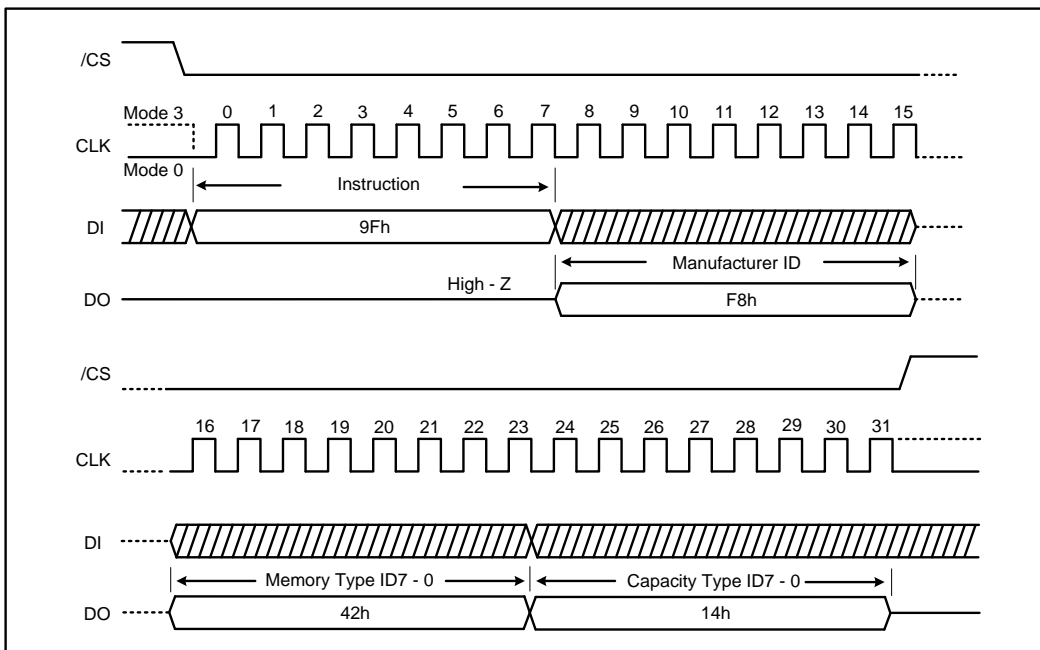 /CS
Mode 3
0 1 2 3 4 5 6 7 8 9 10 11 12 13 14 15
CLK
Mode 0
Instruction
DI
9Fh
Manufacturer ID
High - Z
DO
F8h
/CS
16 17 18 19 20 21 22 23 24 25 26 27 28 29 30 31
CLK
DI
Memory Type ID7 - 0 Capacity Type ID7 - 0
DO
42h 14h